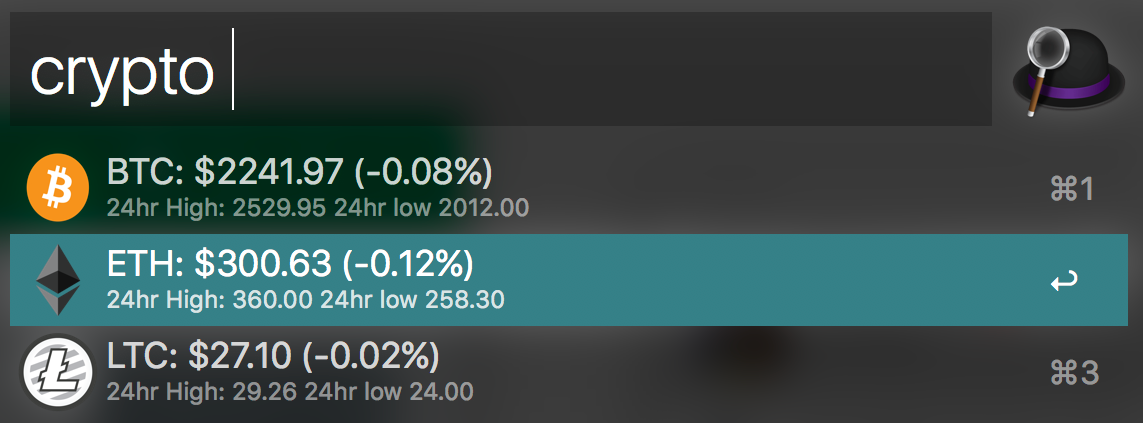 crypto
BTC: $2241.97 (-0.08%)
24hr High: 2529.95 24hr low 2012.00
⌘1
ETH: $300.63 (-0.12%)
24hr High: 360.00 24hr low 258.30
↩
LTC: $27.10 (-0.02%)
24hr High: 29.26 24hr low 24.00
⌘3